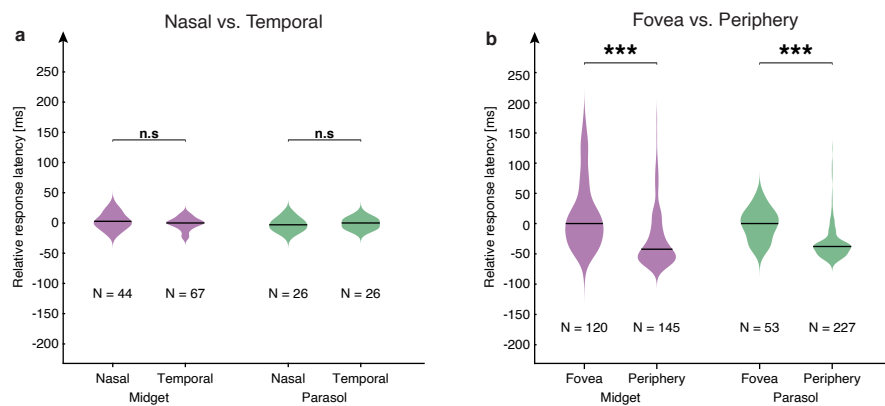 Nasal vs. Temporal
a
Relative response latency [ms]
250
200
150
100
50
0
-50
-100
-150
-200
n.s
n.s
N = 44
N = 67
N = 26
N = 26
Nasal
Temporal
Nasal
Temporal
Midget
Parasol
Fovea vs. Periphery
b
Relative response latency [ms]
250
200
150
100
50
0
-50
-100
-150
-200
***
***
N = 120
N = 145
N = 53
N = 227
Fovea
Periphery
Fovea
Periphery
Midget
Parasol